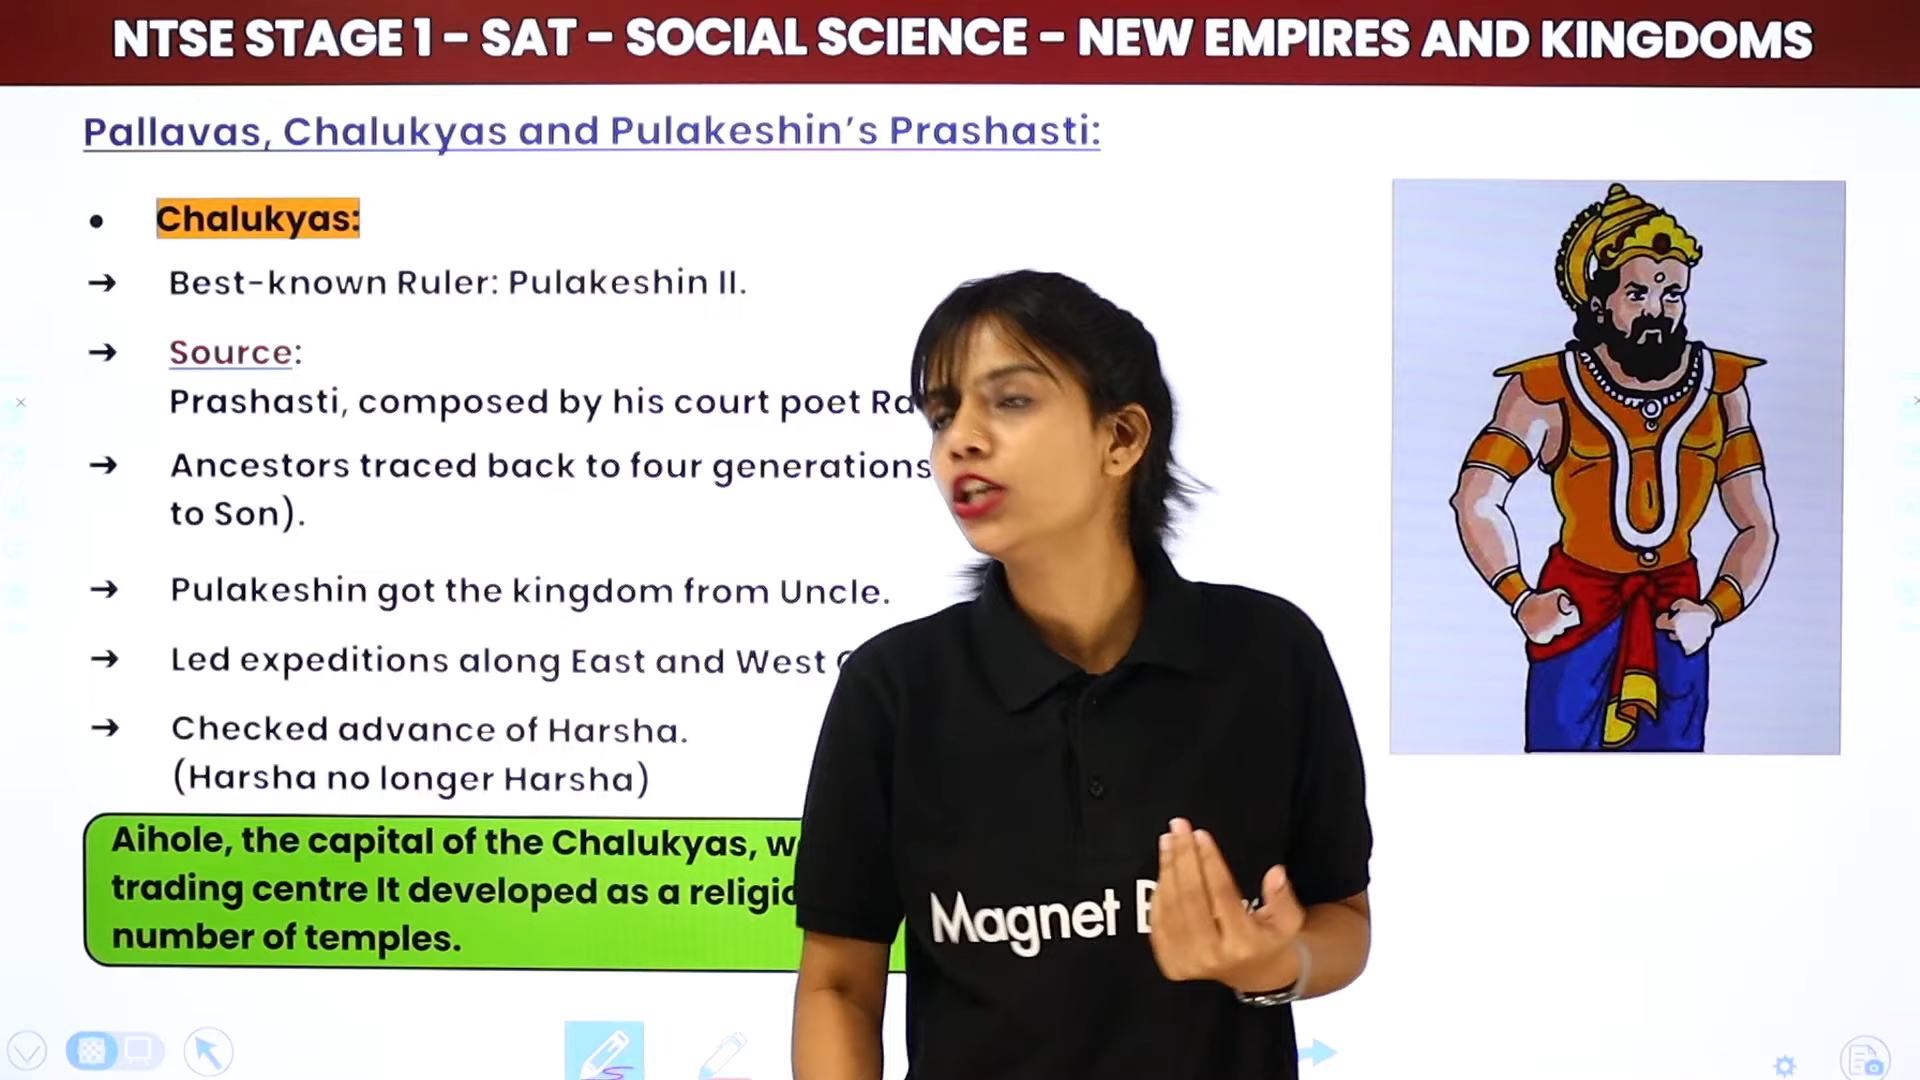 NTSE STAGE 1 – SAT – SOCIAL SCIENCE – NEW EMPIRES AND KINGDOMS
Pallavas, Chalukyas and Pulakeshin's Prashasti:
• Chalukyas:
→ Best-known Ruler: Pulakeshin II.
→ Source:
Prashasti, composed by his court poet
→ Ancestors traced back to four generations
to Son).
→ Pulakeshin got the kingdom from Uncle.
→ Led expeditions along East and West
→ Checked advance of Harsha.
(Harsha no longer Harsha)
Aihole, the capital of the Chalukyas,
trading centre It developed as a
number of temples.
Magnet